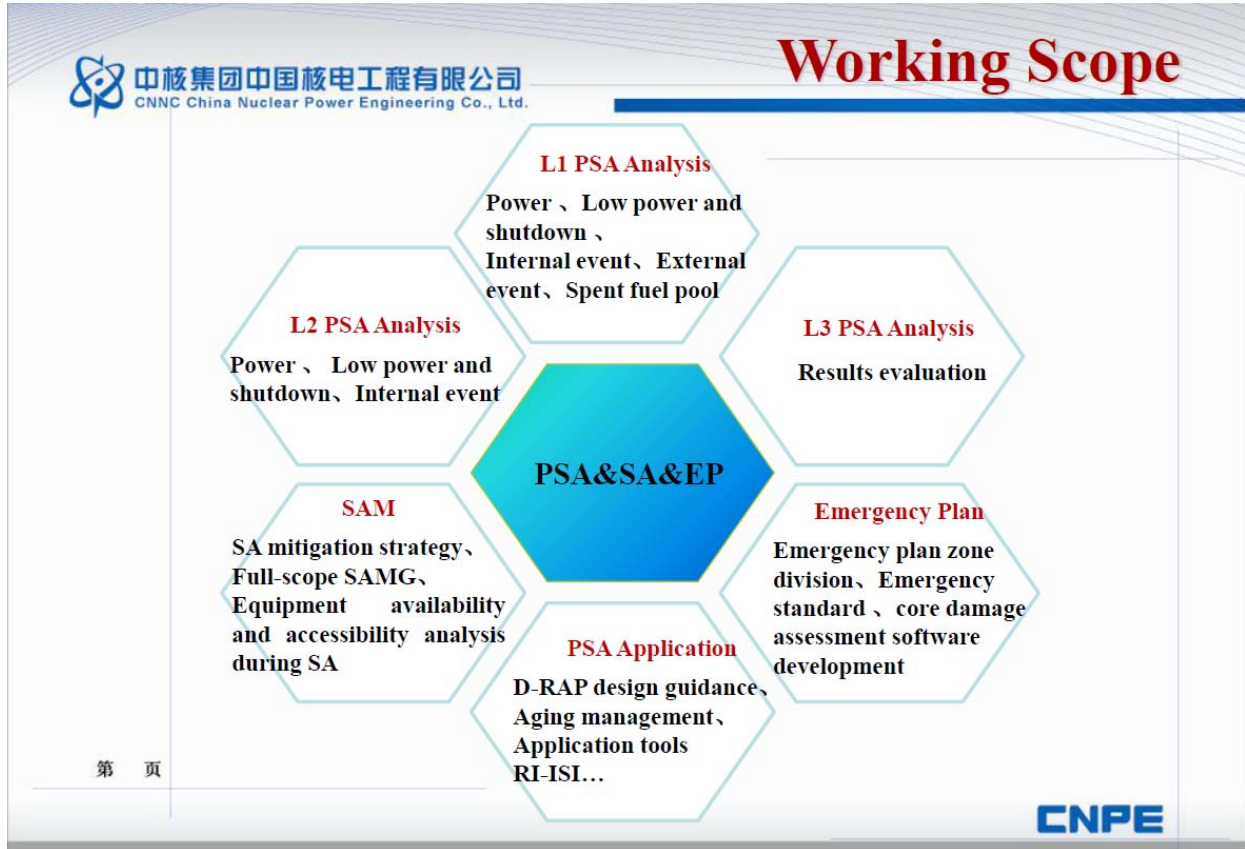 Working Scope
中核集团中国核电工程有限公司
CNNC China Nuclear Power Engineering Co., Ltd.
L1 PSA Analysis
Power 、Low power and
shutdown 、
Internal event、External
event、Spent fuel pool
L2 PSA Analysis
Power 、 Low power and
shutdown、Internal event
L3 PSA Analysis
Results evaluation
PSA&SA&EP
SAM
SA mitigation strategy、
Full-scope SAMG、
Equipment availability
and accessibility analysis
during SA
Emergency Plan
Emergency plan zone
division、Emergency
standard 、core damage
assessment software
development
PSA Application
D-RAP design guidance、
Aging management、
Application tools
RI-ISI…
第 页
CNPE